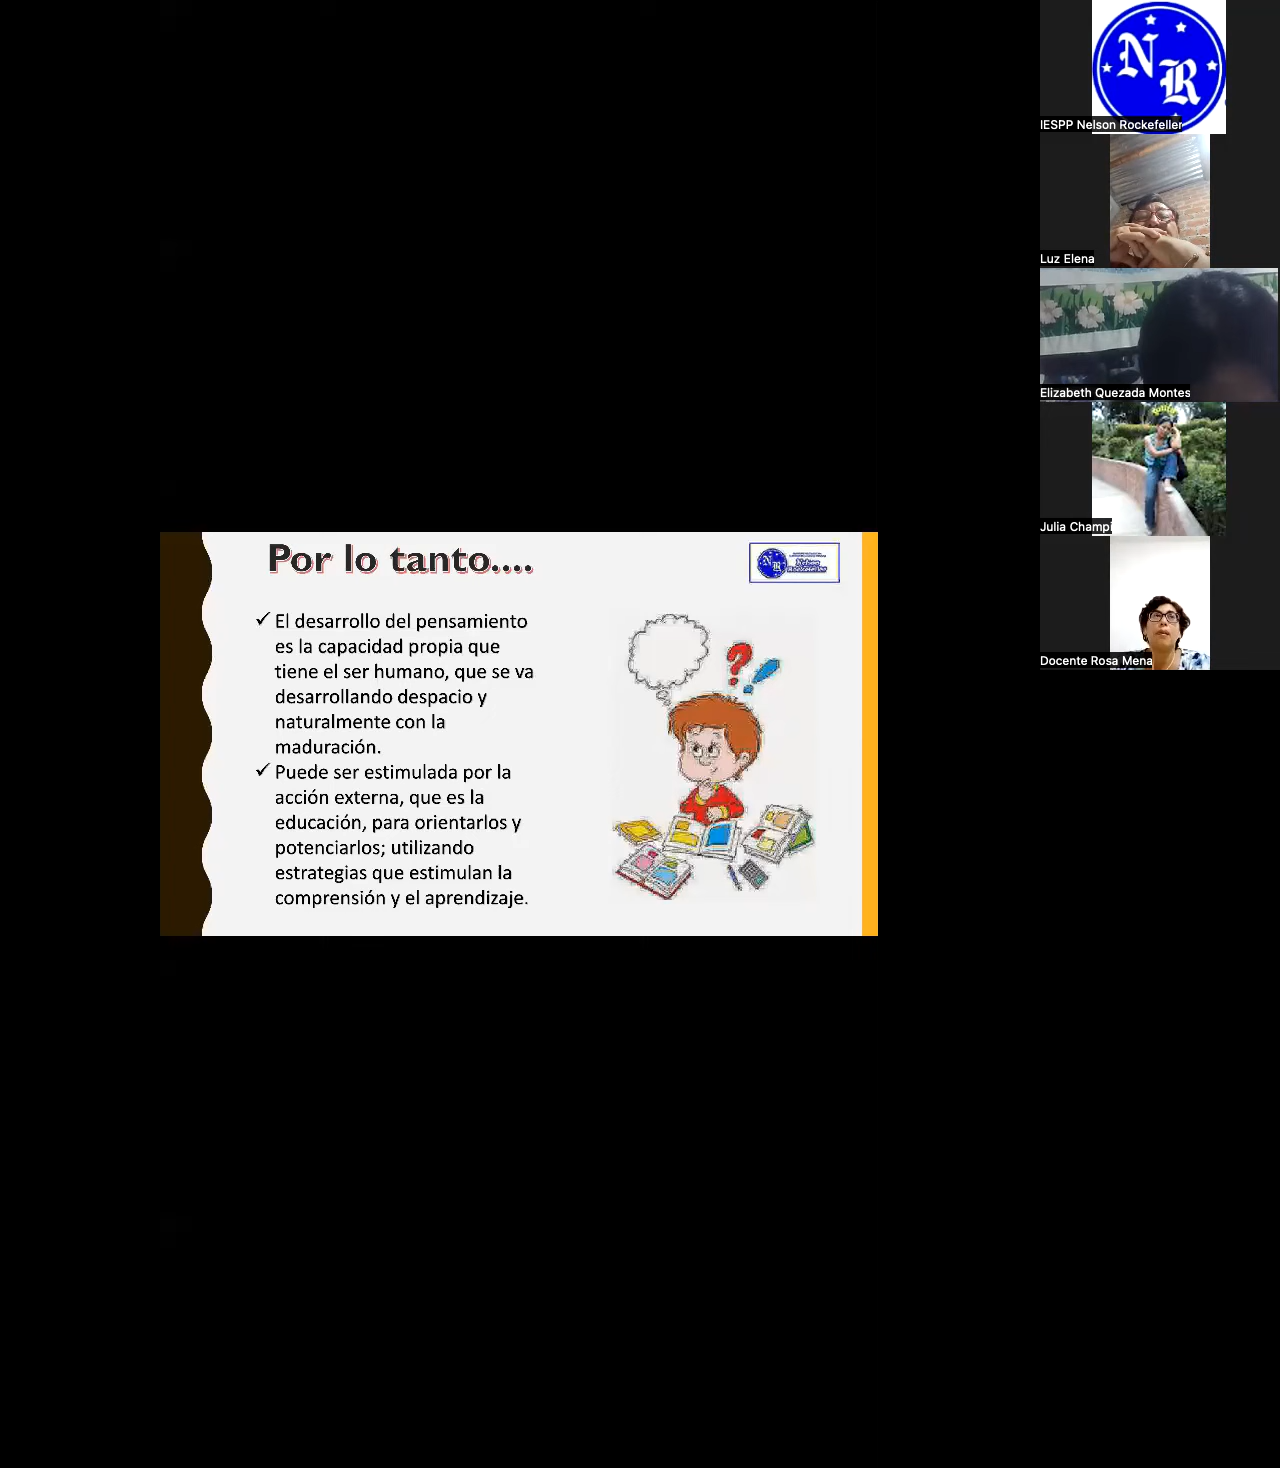 Por lo tanto....
N R
Nelson
Rockefeller
✓ El desarrollo del pensamiento
es la capacidad propia que
tiene el ser humano, que se va
desarrollando despacio y
naturalmente con la
maduración.
✓ Puede ser estimulada por la
acción externa, que es la
educación, para orientarlos y
potenciarlos; utilizando
estrategias que estimulan la
comprensión y el aprendizaje.
?!
N R
IESPP Nelson Rockefeller
Luz Elena
Elizabeth Quezada Montes
Julia Champi
Docente Rosa Mena